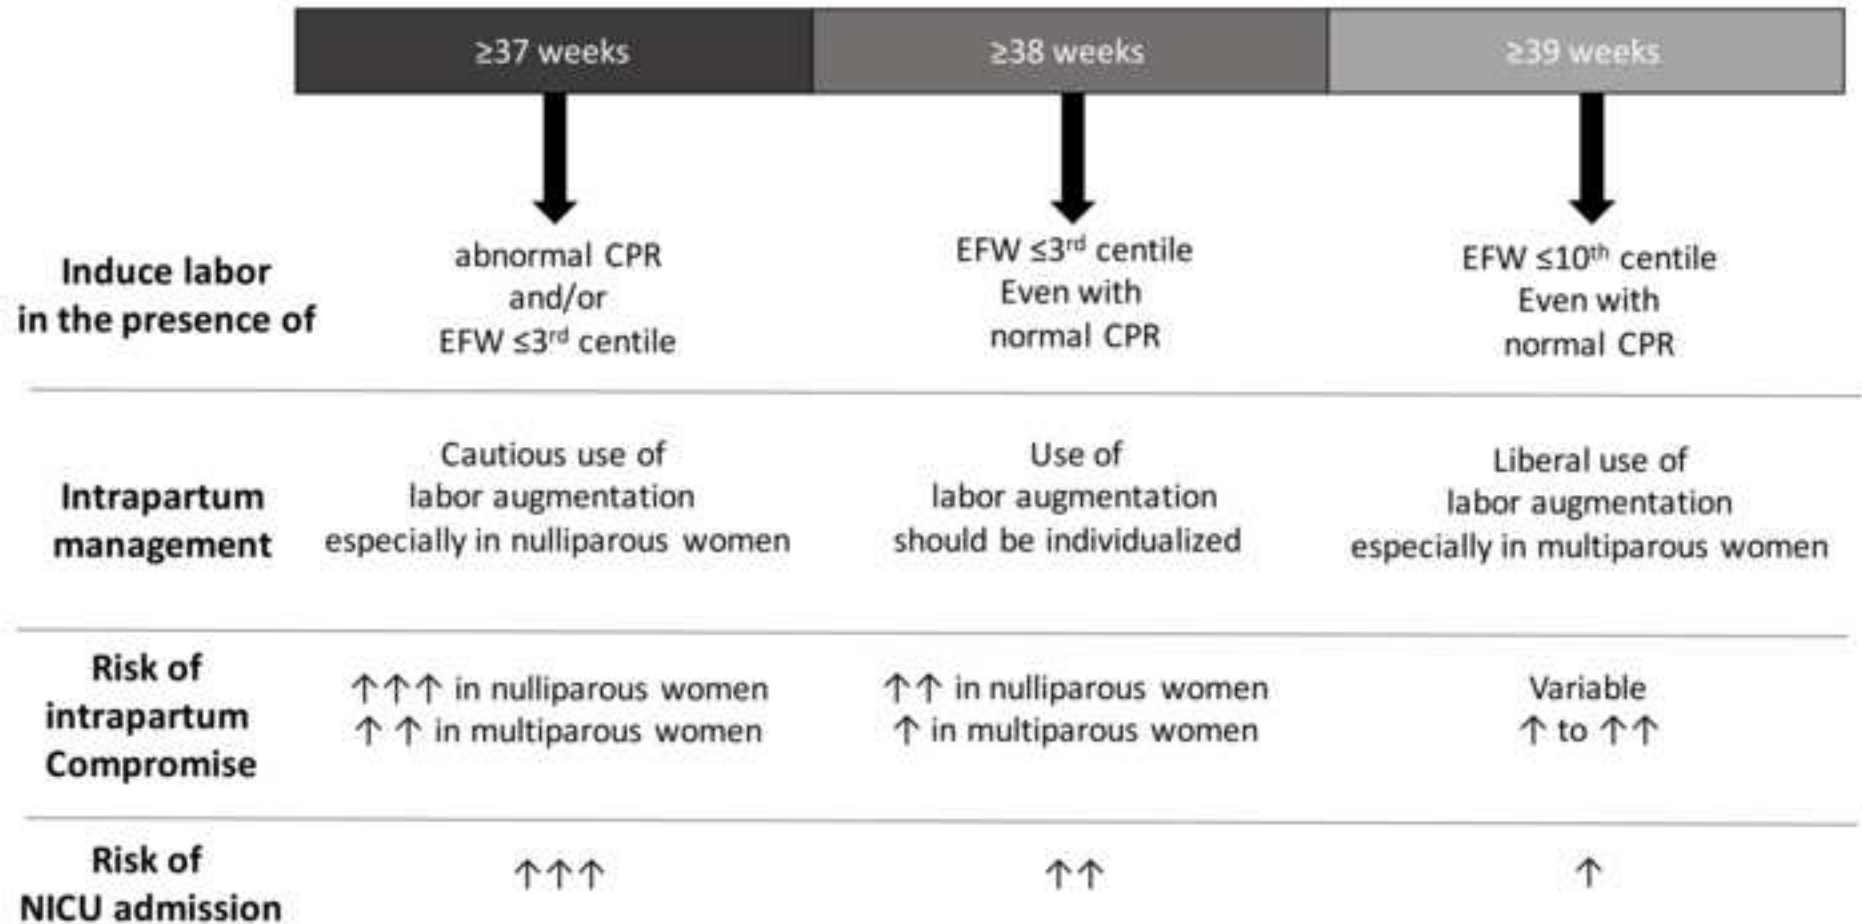 ≥37 weeks
≥38 weeks
≥39 weeks
Induce labor
in the presence of
abnormal CPR
and/or
EFW ≤3rd centile
EFW ≤3rd centile
Even with
normal CPR
EFW ≤10th centile
Even with
normal CPR
Intrapartum
management
Cautious use of
labor augmentation
especially in nulliparous women
Use of
labor augmentation
should be individualized
Liberal use of
labor augmentation
especially in multiparous women
Risk of
intrapartum
Compromise
↑↑↑ in nulliparous women
↑ ↑ in multiparous women
↑↑ in nulliparous women
↑ in multiparous women
Variable
↑ to ↑↑
Risk of
NICU admission
↑↑↑
↑↑
↑